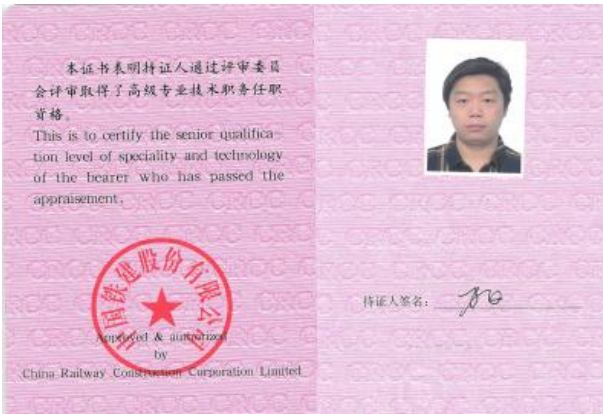 本证书表明持证人通过评审委员
会评审取得了高级专业技术职务任职
资格。
This is to certify the senior qualifica-
tion level of speciality and technology
of the bearer who has passed the
appraisement.
中国铁建股份有限公司
Approved & authorized
by
China Railway Construction Corporation Limited
持证人签名：